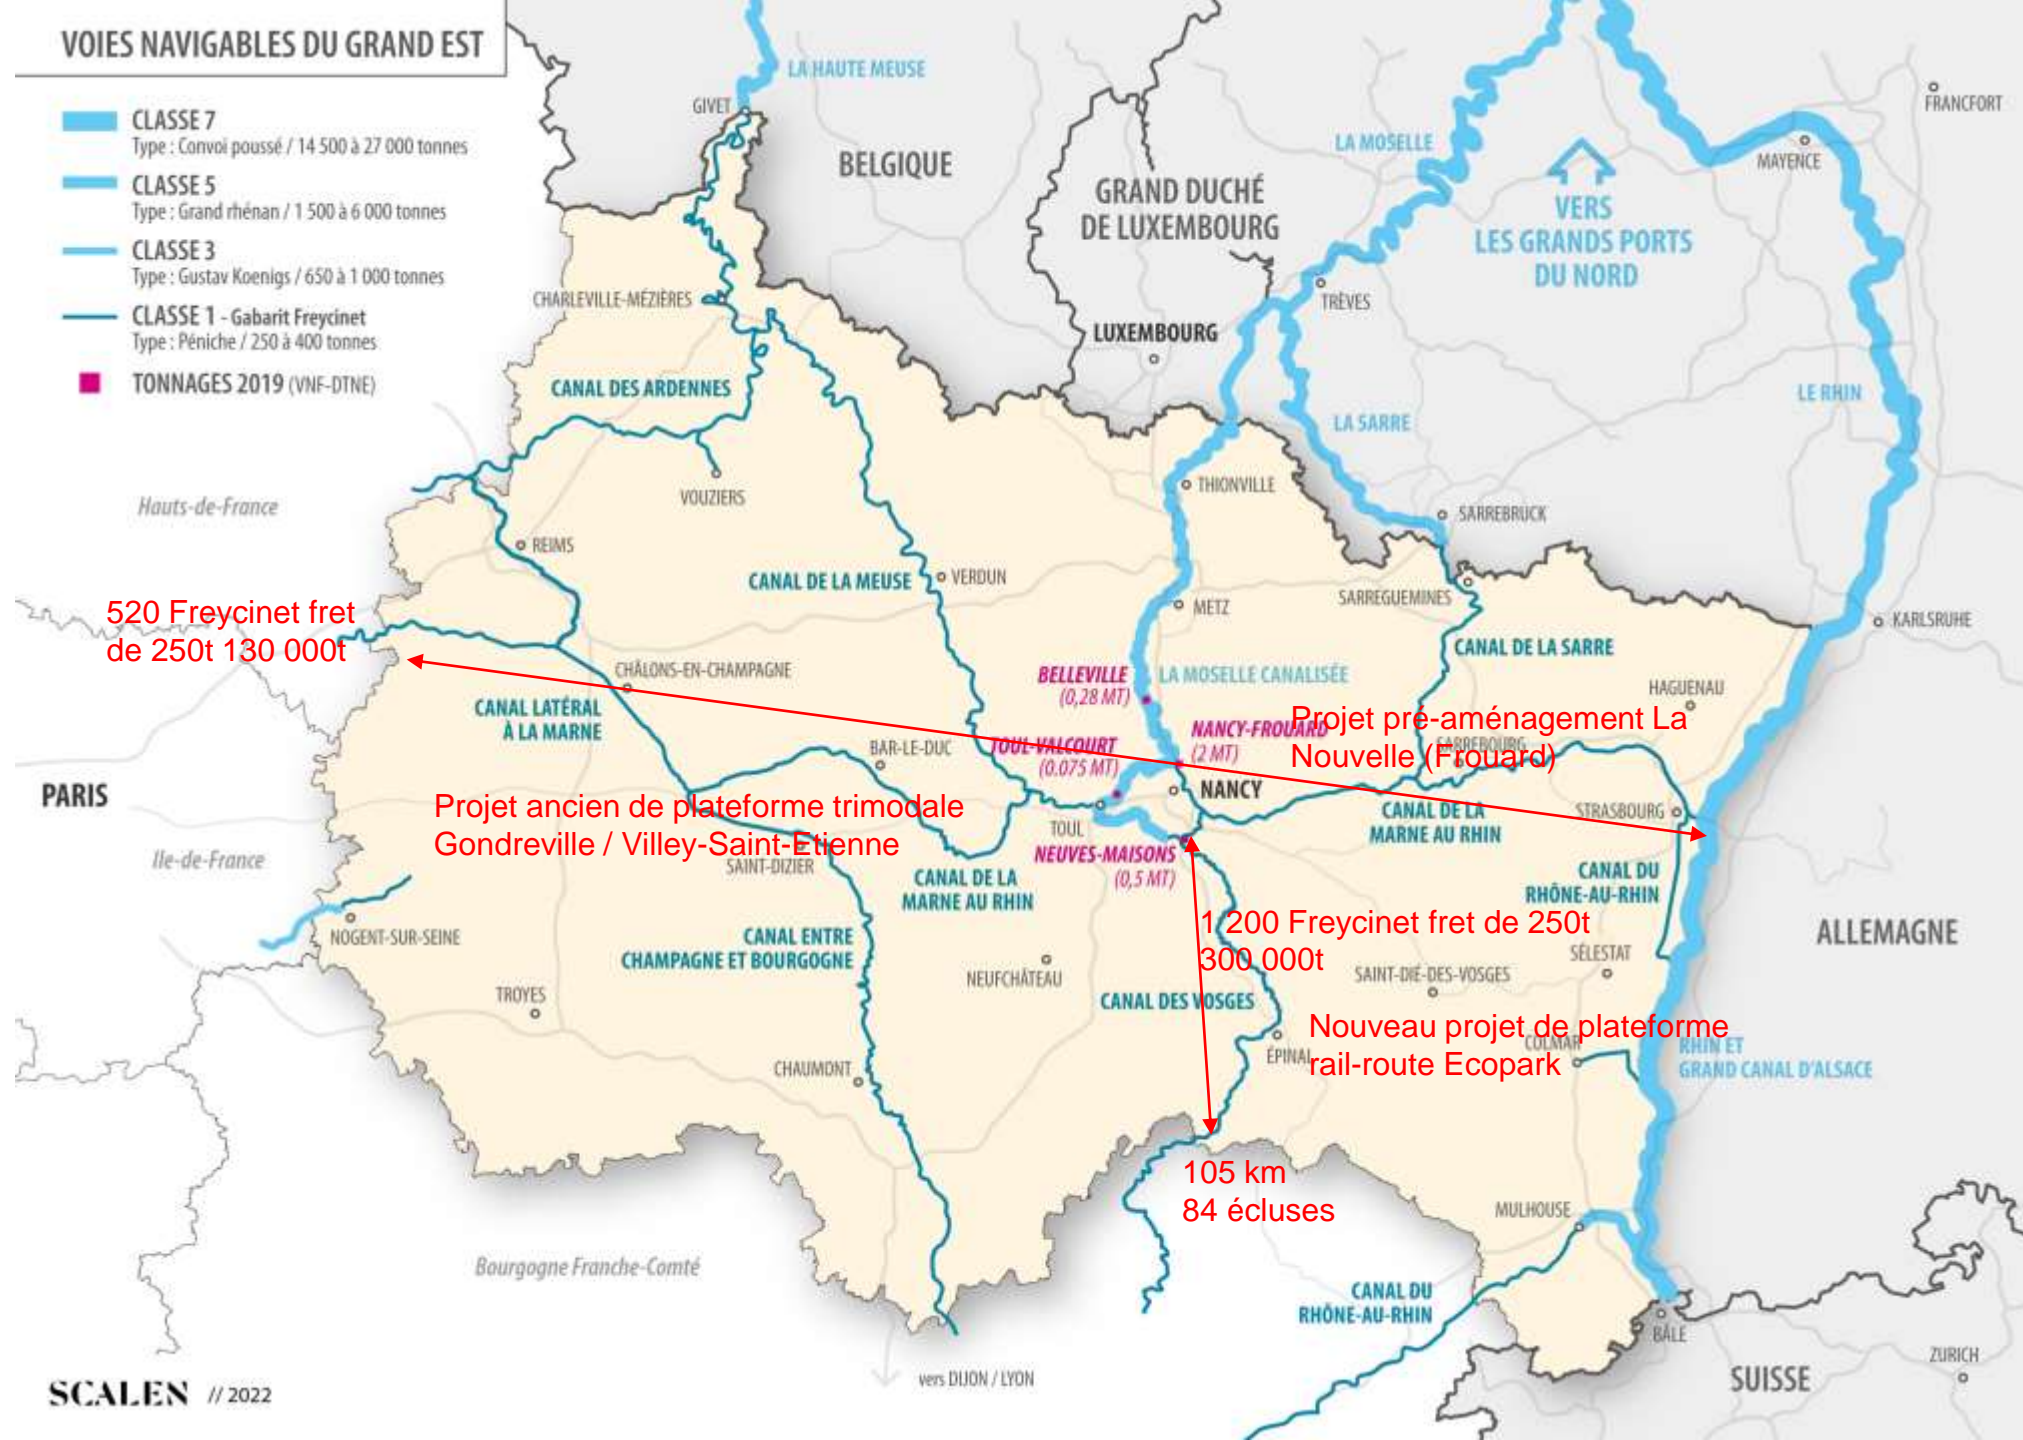 VOIES NAVIGABLES DU GRAND EST
CLASSE 7
Type : Convoi poussé / 14 500 à 27 000 tonnes
CLASSE 5
Type : Grand rhénan / 1 500 à 6 000 tonnes
CLASSE 3
Type : Gustav Koenigs / 650 à 1 000 tonnes
CLASSE 1 - Gabarit Freycinet
Type : Péniche / 250 à 400 tonnes
TONNAGES 2019 (VNF-DTNE)
LA HAUTE MEUSE
GIVET
BELGIQUE
GRAND DUCHÉ
DE LUXEMBOURG
LUXEMBOURG
LA MOSELLE
VERS
LES GRANDS PORTS
DU NORD
FRANCFORT
MAYENCE
TRÈVES
LE RHIN
LA SARRE
CHARLEVILLE-MÉZIÈRES
CANAL DES ARDENNES
VOUZIERS
Hauts-de-France
REIMS
THIONVILLE
SARREBRUCK
CANAL DE LA MEUSE
VERDUN
METZ
SARREGUEMINES
KARLSRUHE
520 Freycinet fret
de 250t 130 000t
CANAL DE LA SARRE
CHÂLONS-EN-CHAMPAGNE
BELLEVILLE
(0,28 MT)
LA MOSELLE CANALISÉE
HAGUENAU
CANAL LATÉRAL
À LA MARNE
BAR-LE-DUC
TOUL-VALCOURT
(0.075 MT)
NANCY-FROUARD
(2 MT)
Projet pré-aménagement La
Nouvelle (Frouard)
SARREBOURG
PARIS
NANCY
Projet ancien de plateforme trimodale
Gondreville / Villey-Saint-Etienne
TOUL
CANAL DE LA
MARNE AU RHIN
STRASBOURG
Ile-de-France
SAINT-DIZIER
NEUVES-MAISONS
(0,5 MT)
CANAL DE LA
MARNE AU RHIN
CANAL DU
RHÔNE-AU-RHIN
NOGENT-SUR-SEINE
CANAL ENTRE
CHAMPAGNE ET BOURGOGNE
1 200 Freycinet fret de 250t
300 000t
ALLEMAGNE
NEUFCHÂTEAU
SAINT-DIÉ-DES-VOSGES
SÉLESTAT
TROYES
CANAL DES VOSGES
Nouveau projet de plateforme
rail-route Ecopark
ÉPINAL
COLMAR
RHIN ET
GRAND CANAL D'ALSACE
CHAUMONT
105 km
84 écluses
MULHOUSE
Bourgogne Franche-Comté
CANAL DU
RHÔNE-AU-RHIN
BÂLE
ZURICH
SUISSE
vers DIJON / LYON
SCALEN // 2022